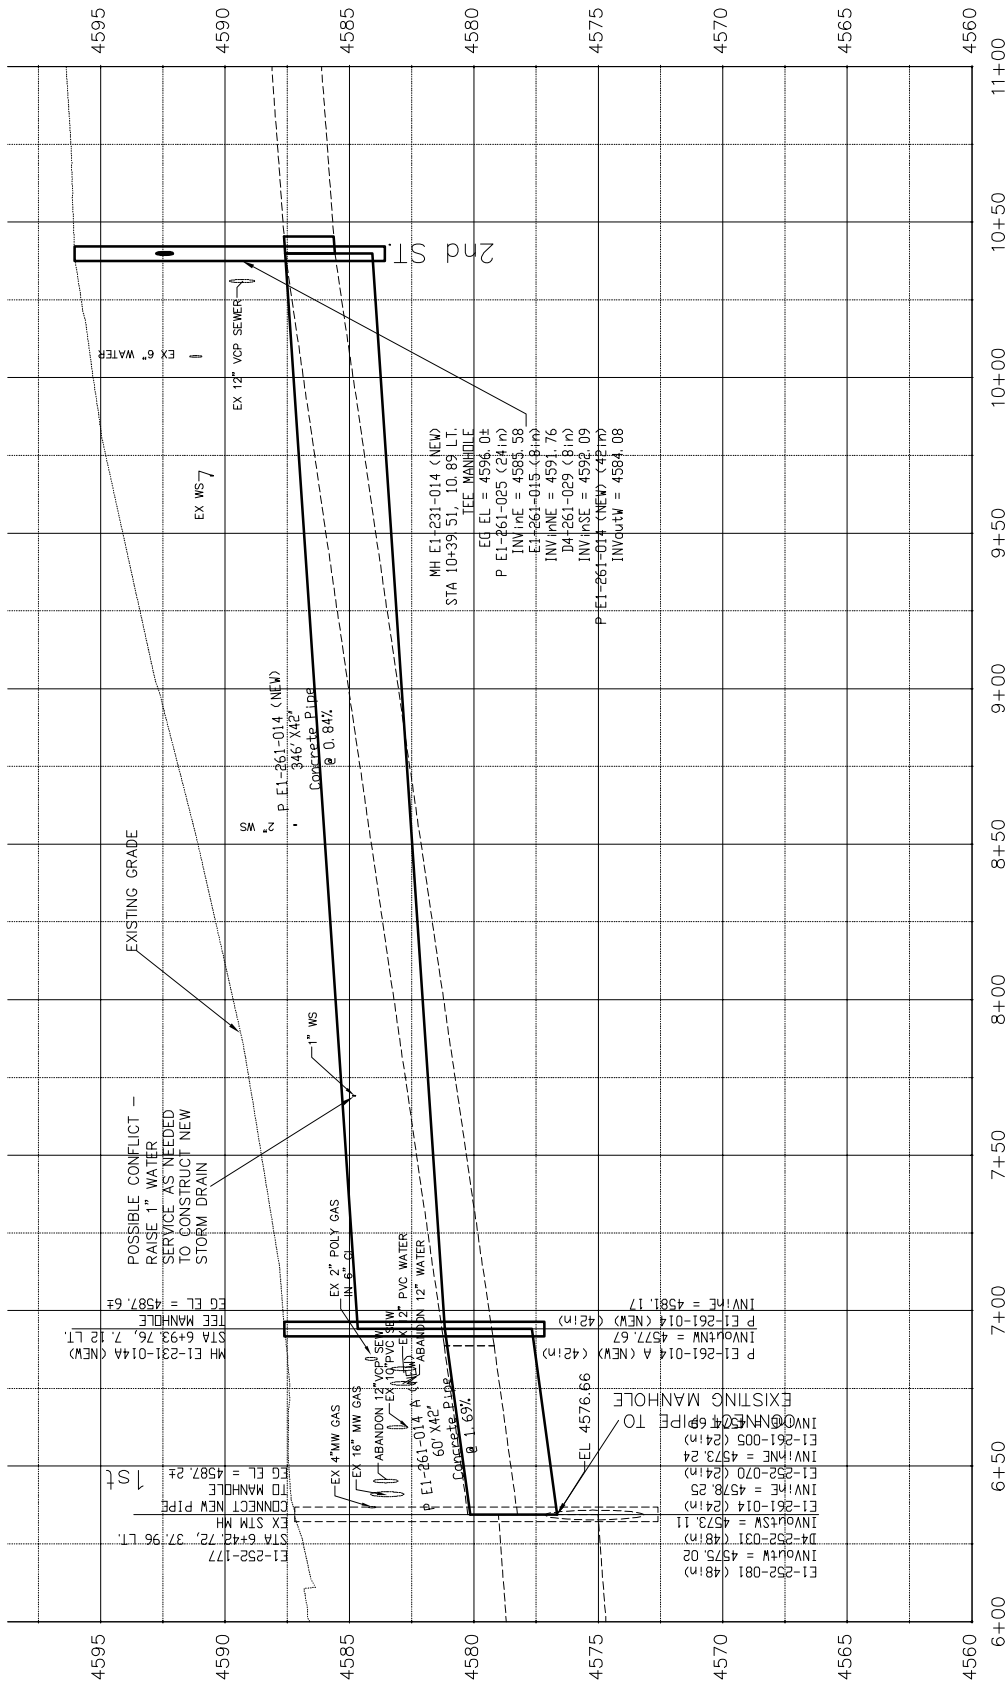 4595
4590
4585
4580
4575
4570
4565
4560
6+00
6+50
7+00
7+50
8+00
8+50
9+00
9+50
10+00
10+50
11+00
4595
4590
4585
4580
4575
4570
4565
4560
E1-252-177
STA 6+42.72, 37.96 LT.
EX STM MH
CONNECT NEW PIPE
TO MANHOLE
EG EL = 4587.2±
1st
E1-252-081 (48in)
INVoutW = 4575.02
D4-252-031 (48in)
INVoutSW = 4573.11
E1-261-014 (24in)
INVinE = 4578.25
E1-252-070 (24in)
INVinNE = 4573.24
E1-261-005 (24in)
CONNECT PIPE TO
EXISTING MANHOLE
EL 4576.66
EX 4"MW GAS
EX 16" MW GAS
ABANDON 12"VCP SEW
EX 10"PVC SEW
EX 12" PVC WATER
ABANDON 12" WATER
EX 2" POLY GAS
IN 6" CI
P E1-261-014 A (NEW)
60' X42"
Concrete Pipe
@ 1.69%
MH E1-231-014A (NEW)
STA 6+93.76, 7.12 LT.
TEE MANHOLE
EG EL = 4587.6±
P E1-261-014 A (NEW) (42in)
INVoutW = 4577.67
P E1-261-014 (NEW) (42in)
INVinE = 4581.17
POSSIBLE CONFLICT –
RAISE 1" WATER
SERVICE AS NEEDED
TO CONSTRUCT NEW
STORM DRAIN
1" WS
EXISTING GRADE
2" WS
P E1-261-014 (NEW)
346' X42"
Concrete Pipe
@ 0.84%
EX WS
EX 6" WATER
EX 12" VCP SEWER
2nd ST.
MH E1-231-014 (NEW)
STA 10+39.51, 10.89 LT.
TEE MANHOLE
EG EL = 4596.0±
P E1-261-025 (24in)
INVinE = 4585.58
E1-261-015 (8in)
INVinNE = 4591.76
D4-261-029 (8in)
INVinSE = 4592.09
P E1-261-014 (NEW) (42in)
INVoutW = 4584.08